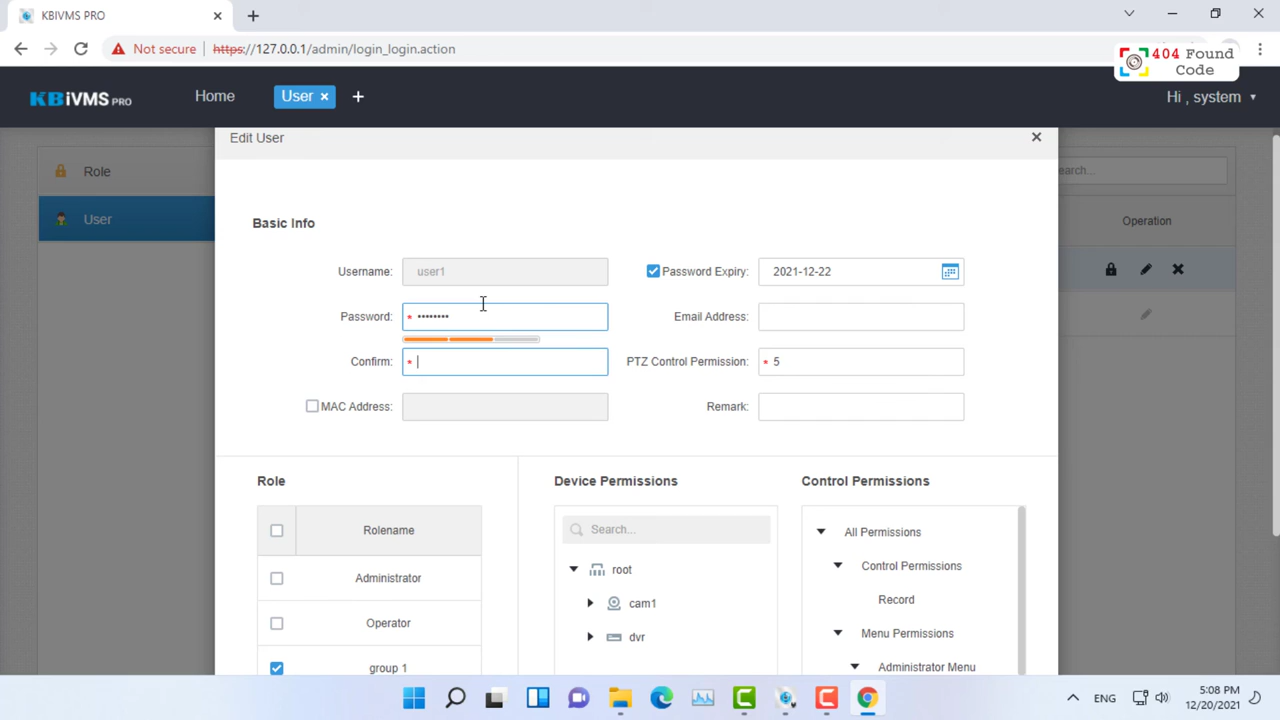 KBIVMS PRO
Not secure
https://127.0.0.1/admin/login_login.action
404 Found
Code
KBiVMS PRO
Home
User
Hi , system
Edit User
Role
User
earch...
Operation
Basic Info
Username:
user1
Password Expiry:
2021-12-22
Password:
* ••••••••
Email Address:
Confirm:
*
PTZ Control Permission:
* 5
MAC Address:
Remark:
Role
Rolename
Administrator
Operator
group 1
Device Permissions
Search...
root
cam1
dvr
Control Permissions
All Permissions
Control Permissions
Record
Menu Permissions
Administrator Menu
ENG
5:08 PM
12/20/2021